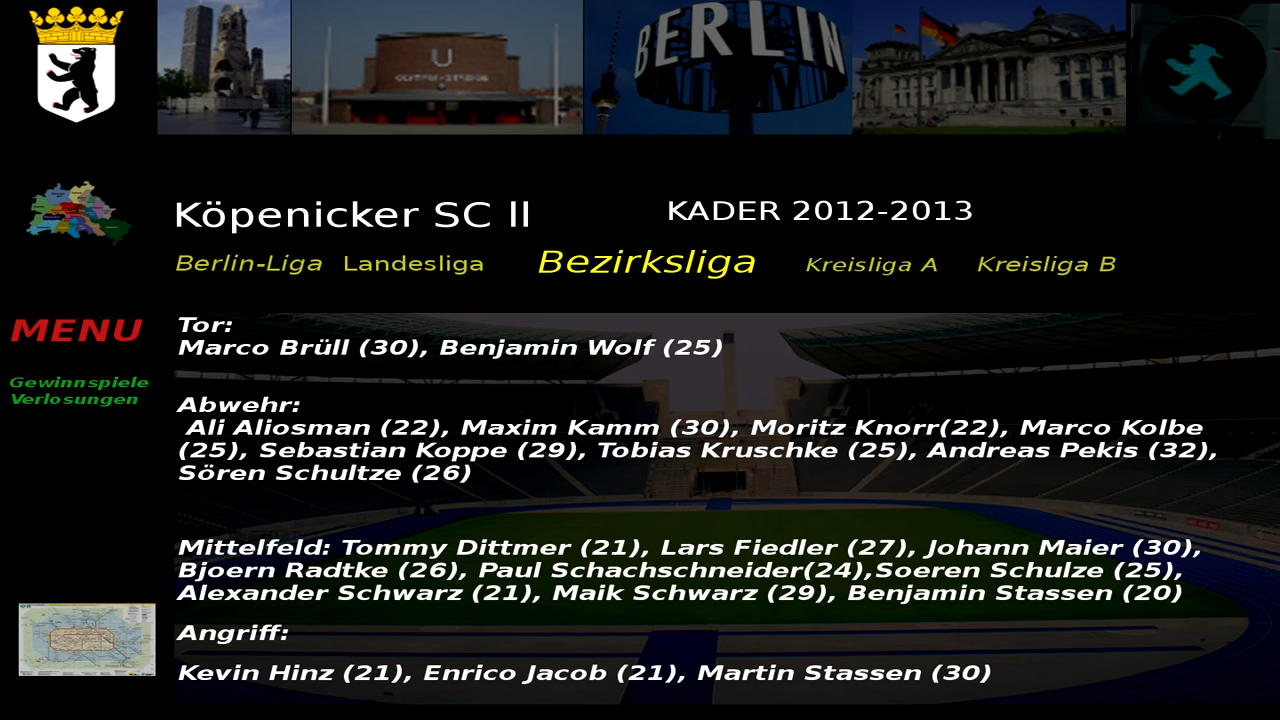 BERLIN
U
OLYMPIA-STADION
Köpenicker SC II
KADER 2012-2013
Berlin-Liga Landesliga Bezirksliga Kreisliga A Kreisliga B
MENU
Gewinnspiele
Verlosungen
Tor:
Marco Brüll (30), Benjamin Wolf (25)
Abwehr:
Ali Aliosman (22), Maxim Kamm (30), Moritz Knorr(22), Marco Kolbe
(25), Sebastian Koppe (29), Tobias Kruschke (25), Andreas Pekis (32),
Sören Schultze (26)
Mittelfeld: Tommy Dittmer (21), Lars Fiedler (27), Johann Maier (30),
Bjoern Radtke (26), Paul Schachschneider(24),Soeren Schulze (25),
Alexander Schwarz (21), Maik Schwarz (29), Benjamin Stassen (20)
Angriff:
Kevin Hinz (21), Enrico Jacob (21), Martin Stassen (30)